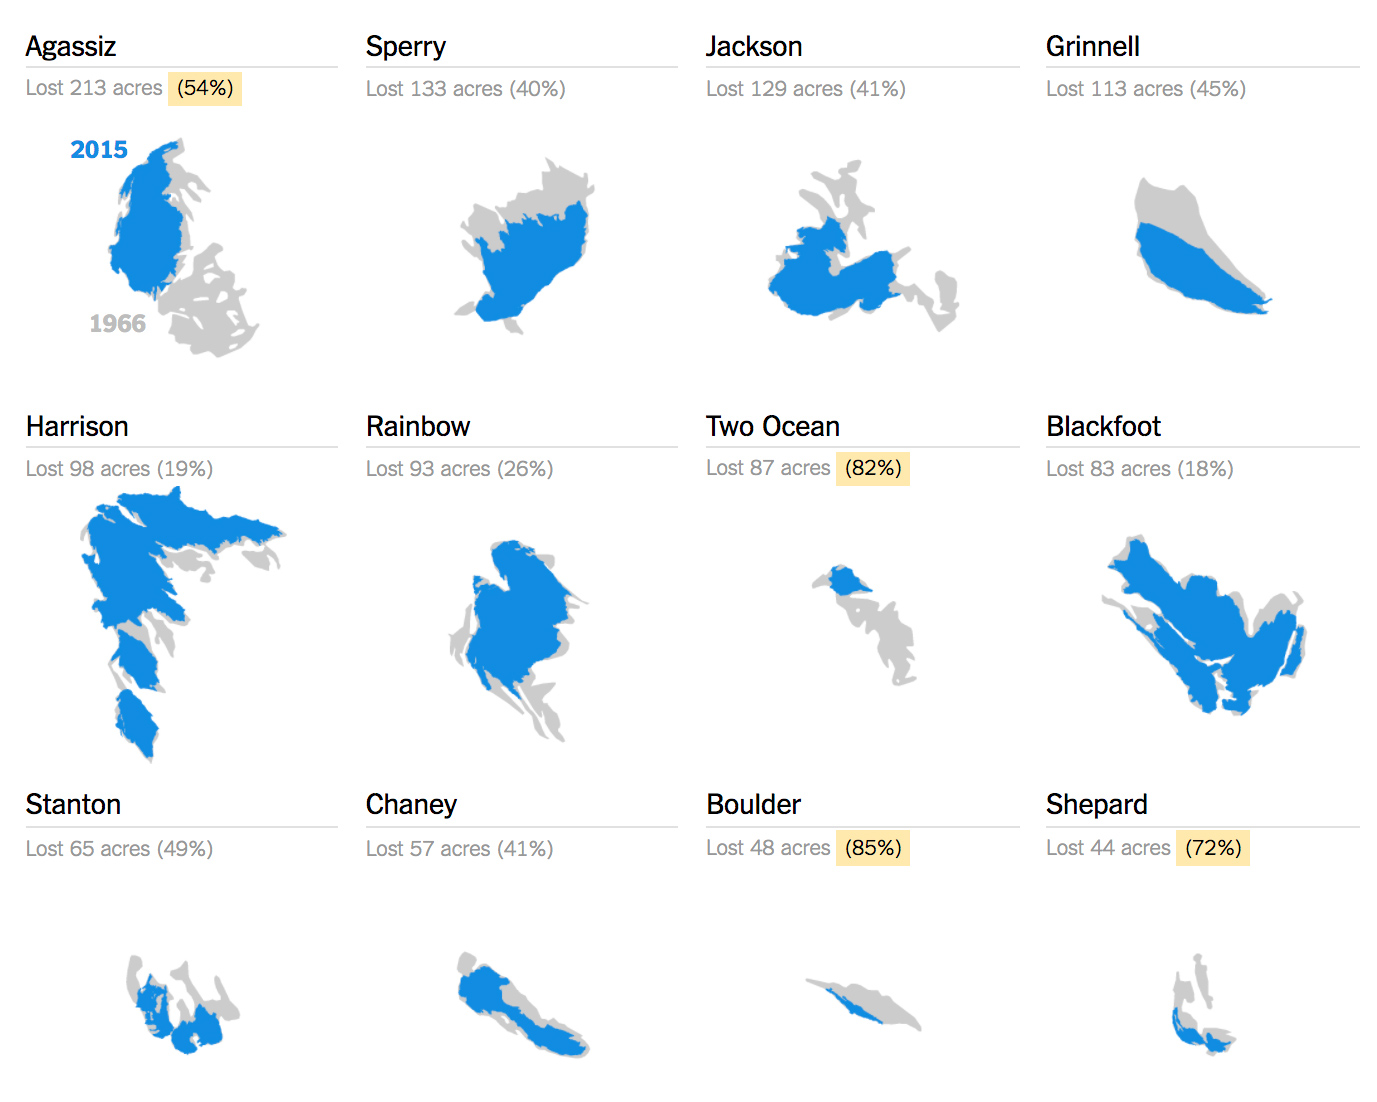 Agassiz
Lost 213 acres (54%)
Sperry
Lost 133 acres (40%)
Jackson
Lost 129 acres (41%)
Grinnell
Lost 113 acres (45%)
2015
1966
Harrison
Lost 98 acres (19%)
Rainbow
Lost 93 acres (26%)
Two Ocean
Lost 87 acres (82%)
Blackfoot
Lost 83 acres (18%)
Stanton
Lost 65 acres (49%)
Chaney
Lost 57 acres (41%)
Boulder
Lost 48 acres (85%)
Shepard
Lost 44 acres (72%)